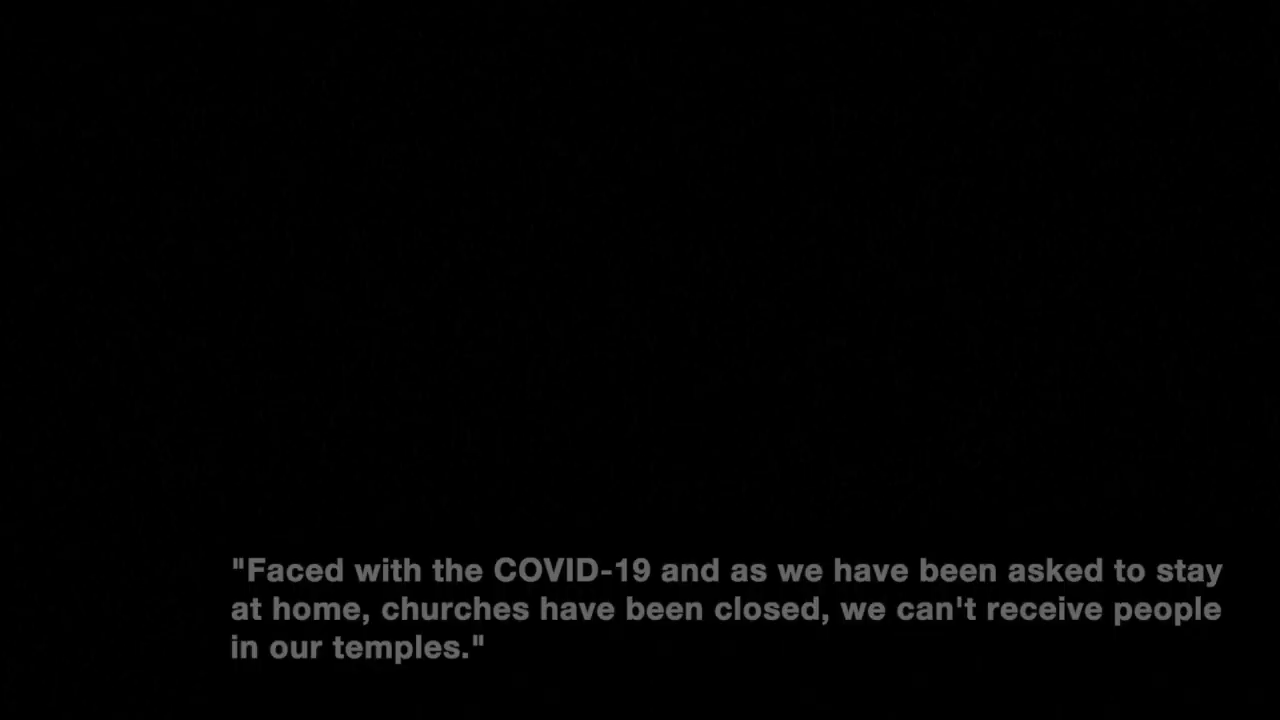 "Faced with the COVID-19 and as we have been asked to stay
at home, churches have been closed, we can't receive people
in our temples."